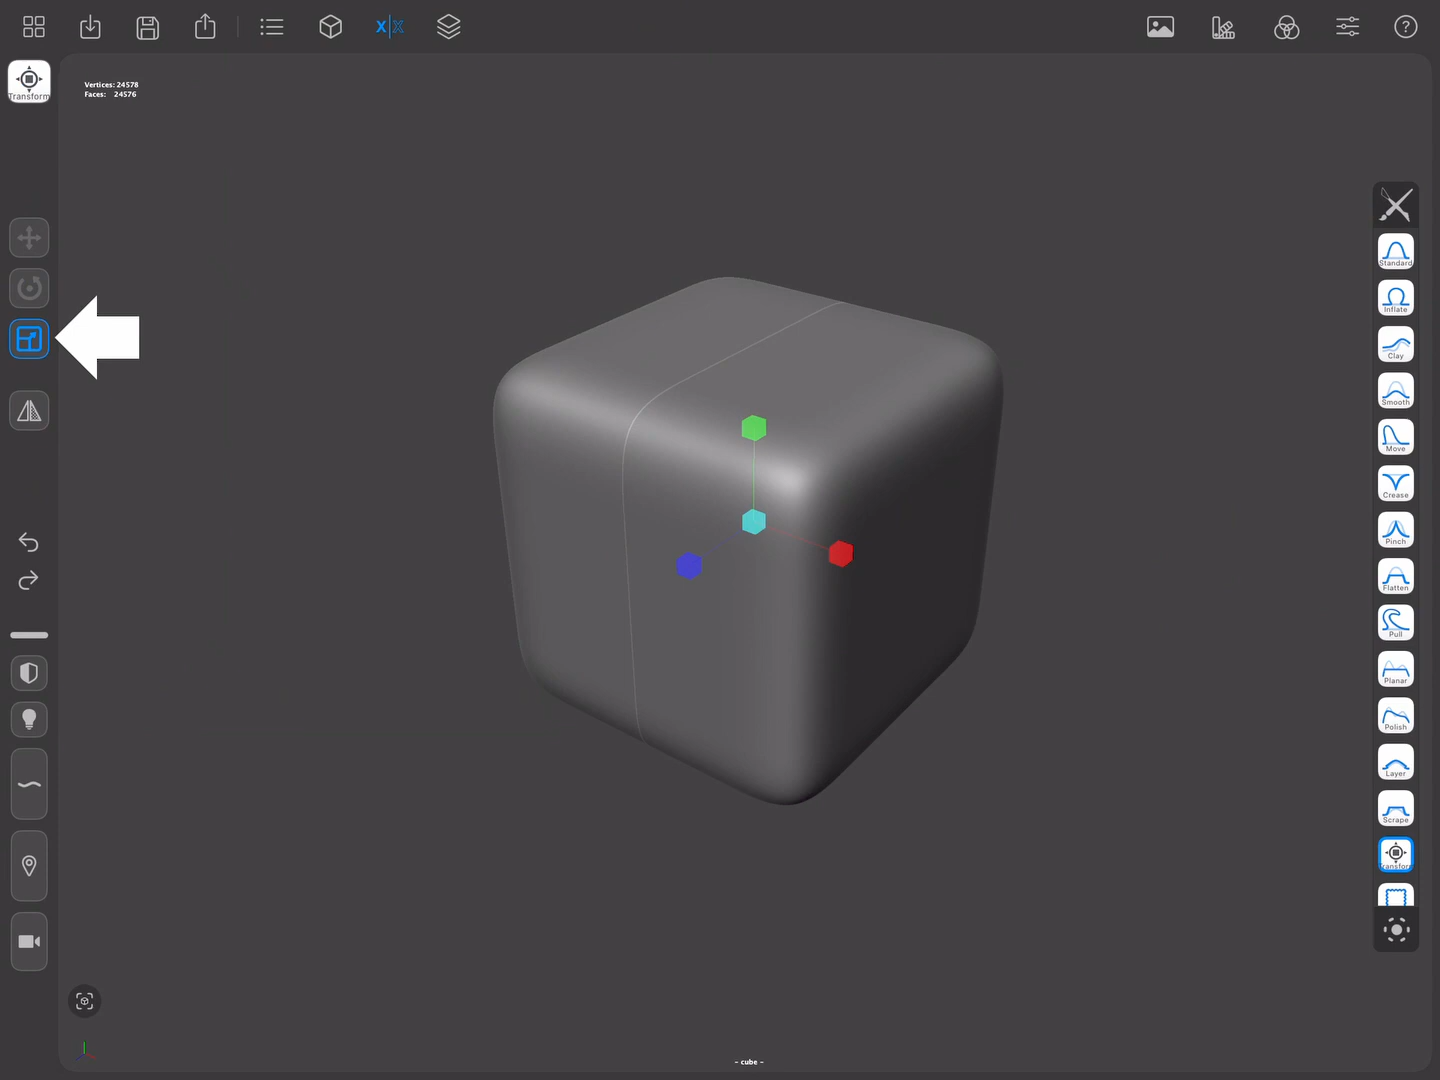 X|X
Transform
Vertices: 24578
Faces: 24576
Standard
Inflate
Clay
Smooth
Move
Crease
Pinch
Flatten
Pull
Planar
Polish
Layer
Scrape
Transform
- cube -